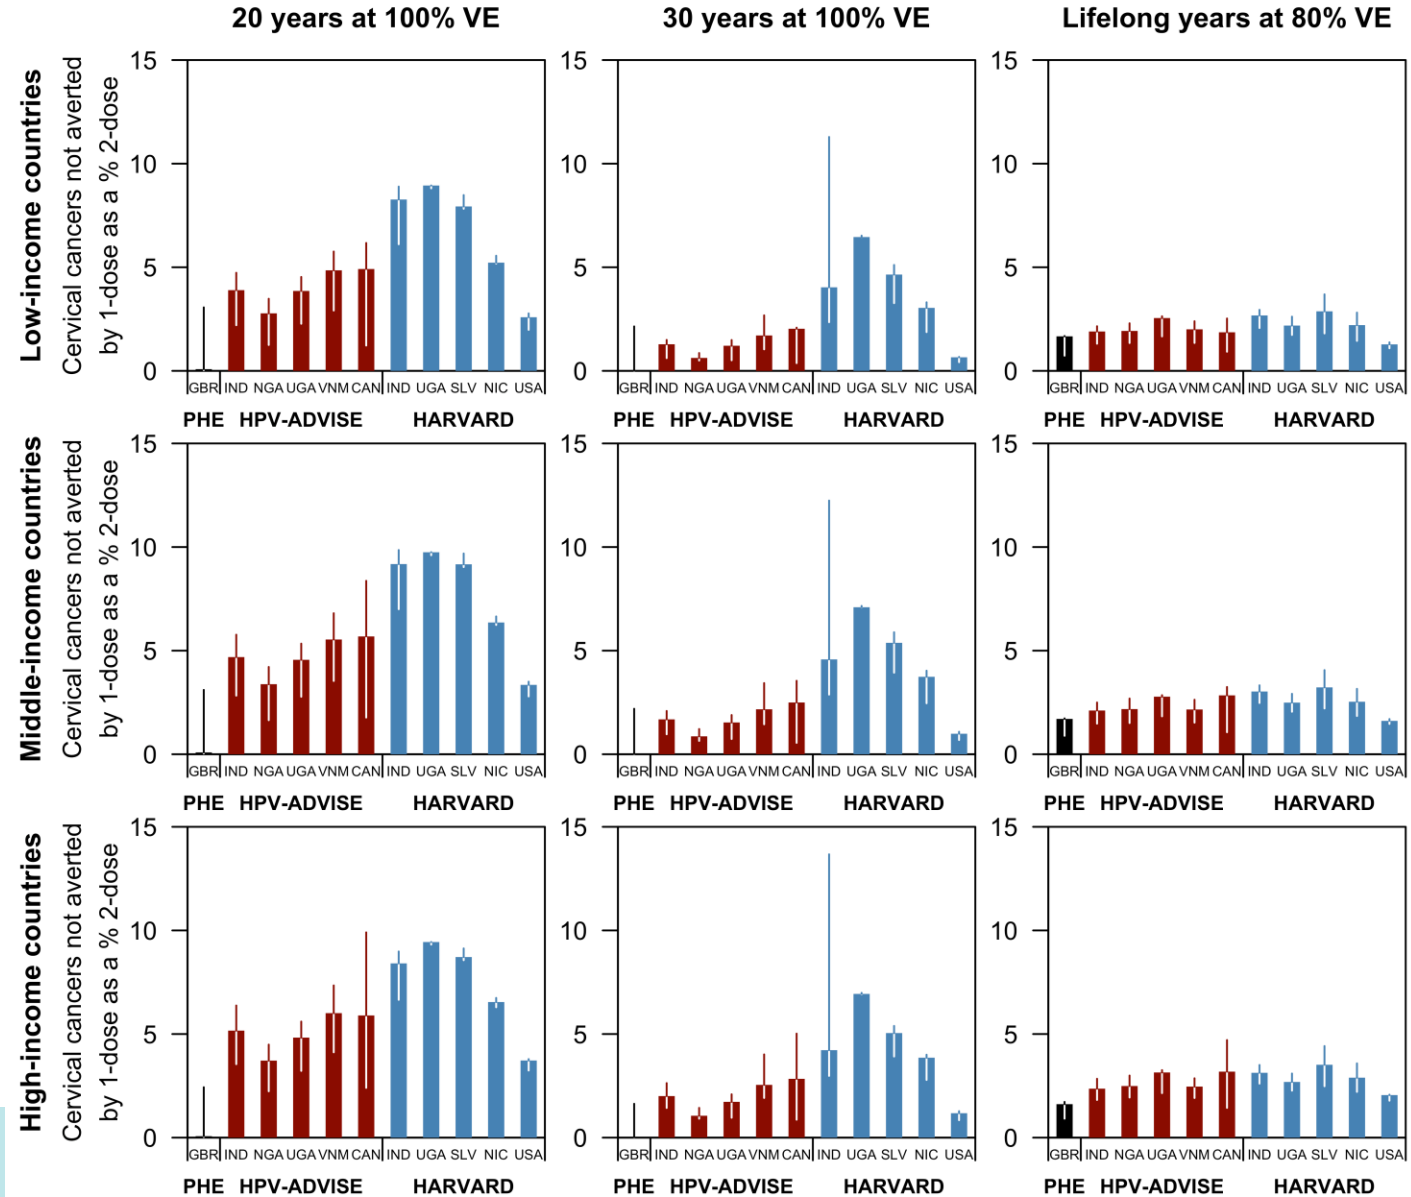 20 years at 100% VE 30 years at 100% VE Lifelong years at 80% VE
Low-income countries
Cervical cancers not averted
by 1-dose as a % 2-dose
15 15 15
10 10 10
5 5 5
0 0 0
GBR IND NGA UGA VNM CAN IND UGA SLV NIC USA GBR IND NGA UGA VNM CAN IND UGA SLV NIC USA GBR IND NGA UGA VNM CAN IND UGA SLV NIC USA
PHE HPV-ADVISE HARVARD PHE HPV-ADVISE HARVARD PHE HPV-ADVISE HARVARD
Middle-income countries
Cervical cancers not averted
by 1-dose as a % 2-dose
15 15 15
10 10 10
5 5 5
0 0 0
GBR IND NGA UGA VNM CAN IND UGA SLV NIC USA GBR IND NGA UGA VNM CAN IND UGA SLV NIC USA GBR IND NGA UGA VNM CAN IND UGA SLV NIC USA
PHE HPV-ADVISE HARVARD PHE HPV-ADVISE HARVARD PHE HPV-ADVISE HARVARD
High-income countries
Cervical cancers not averted
by 1-dose as a % 2-dose
15 15 15
10 10 10
5 5 5
0 0 0
GBR IND NGA UGA VNM CAN IND UGA SLV NIC USA GBR IND NGA UGA VNM CAN IND UGA SLV NIC USA GBR IND NGA UGA VNM CAN IND UGA SLV NIC USA
PHE HPV-ADVISE HARVARD PHE HPV-ADVISE HARVARD PHE HPV-ADVISE HARVARD